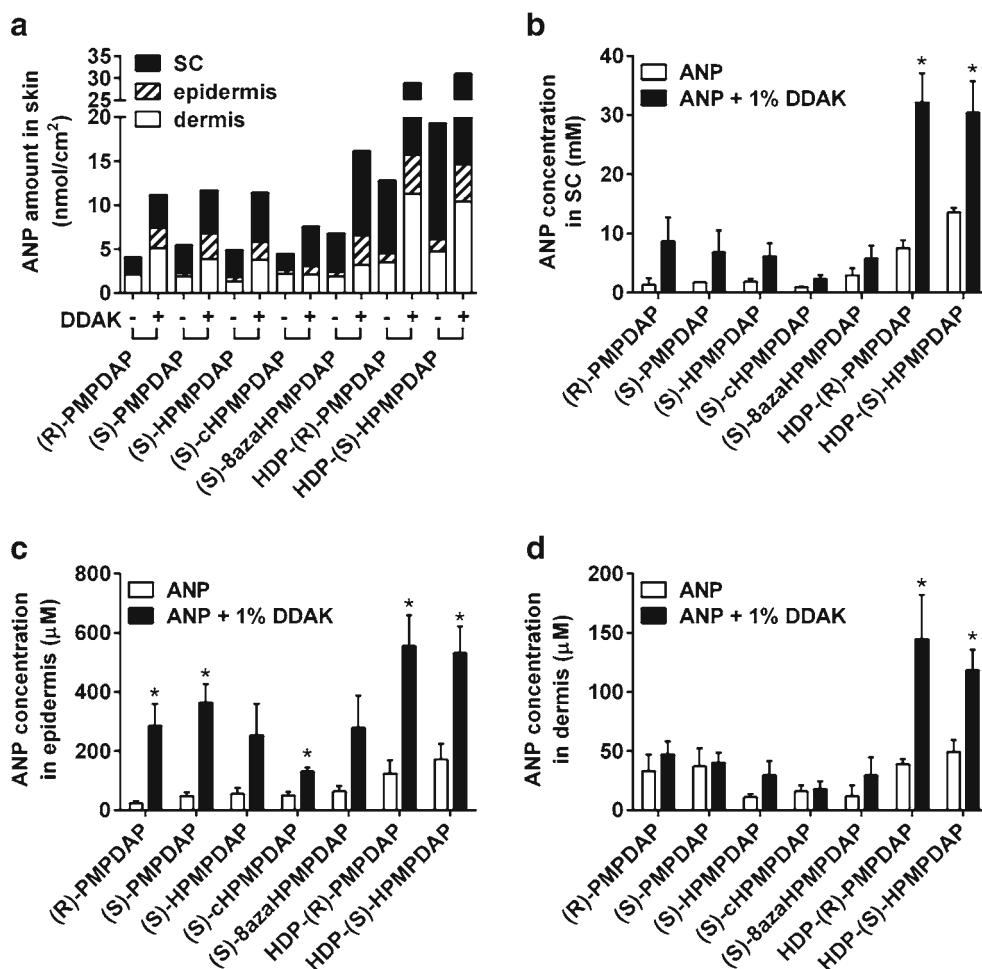 a
ANP amount in skin
(nmol/cm²)
35
30
25
20
15
10
5
0
SC
epidermis
dermis
DDAK - + - + - + - + - + - + - +
(R)-PMPDAP
(S)-PMPDAP
(S)-HPMPDAP
(S)-cHPMPDAP
(S)-8azaHPMPDAP
HDP-(R)-PMPDAP
HDP-(S)-HPMPDAP
b
ANP concentration
in SC (mM)
40
30
20
10
0
ANP
ANP + 1% DDAK
*
*
(R)-PMPDAP
(S)-PMPDAP
(S)-HPMPDAP
(S)-cHPMPDAP
(S)-8azaHPMPDAP
HDP-(R)-PMPDAP
HDP-(S)-HPMPDAP
c
ANP concentration
in epidermis (μM)
800
600
400
200
0
ANP
ANP + 1% DDAK
*
*
*
*
*
(R)-PMPDAP
(S)-PMPDAP
(S)-HPMPDAP
(S)-cHPMPDAP
(S)-8azaHPMPDAP
HDP-(R)-PMPDAP
HDP-(S)-HPMPDAP
d
ANP concentration
in dermis (μM)
200
150
100
50
0
ANP
ANP + 1% DDAK
*
*
(R)-PMPDAP
(S)-PMPDAP
(S)-HPMPDAP
(S)-cHPMPDAP
(S)-8azaHPMPDAP
HDP-(R)-PMPDAP
HDP-(S)-HPMPDAP